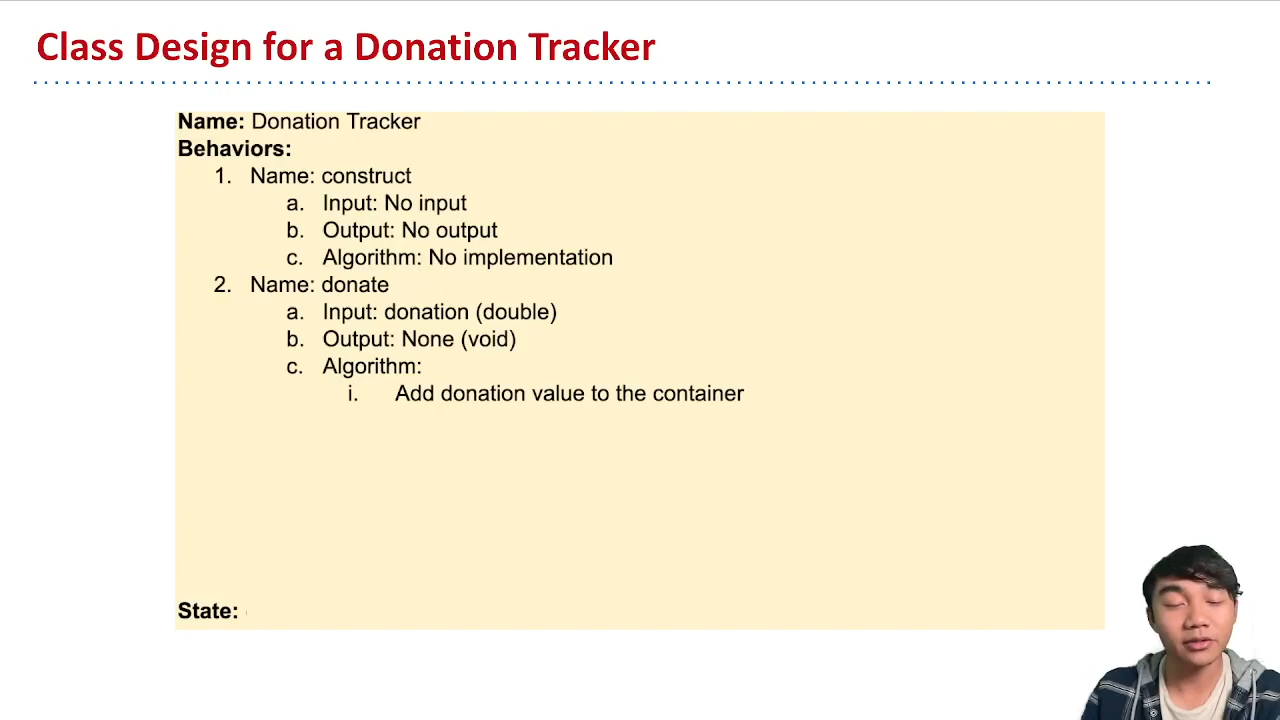 Class Design for a Donation Tracker
Name: Donation Tracker
Behaviors:
1. Name: construct
a. Input: No input
b. Output: No output
c. Algorithm: No implementation
2. Name: donate
a. Input: donation (double)
b. Output: None (void)
c. Algorithm:
i. Add donation value to the container
State: